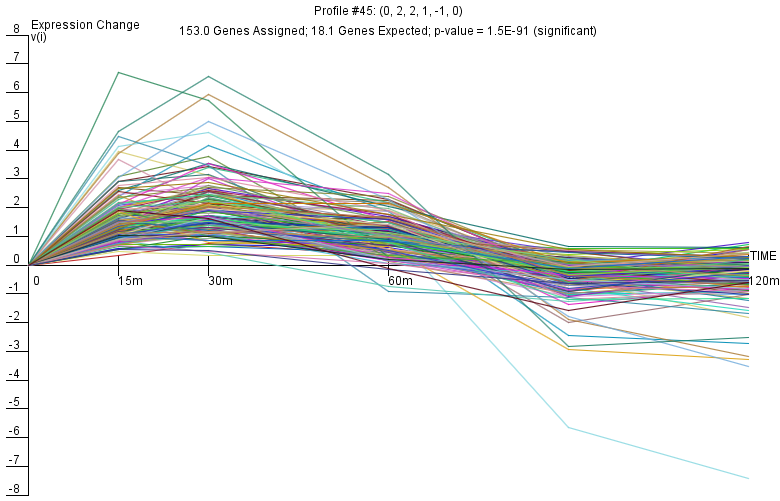 Profile #45: (0, 2, 2, 1, -1, 0)
Expression Change
v(i)
153.0 Genes Assigned; 18.1 Genes Expected; p-value = 1.5E-91 (significant)
8
7
6
5
4
3
2
1
0
-1
-2
-3
-4
-5
-6
-7
-8
0
15m
30m
60m
TIME
120m